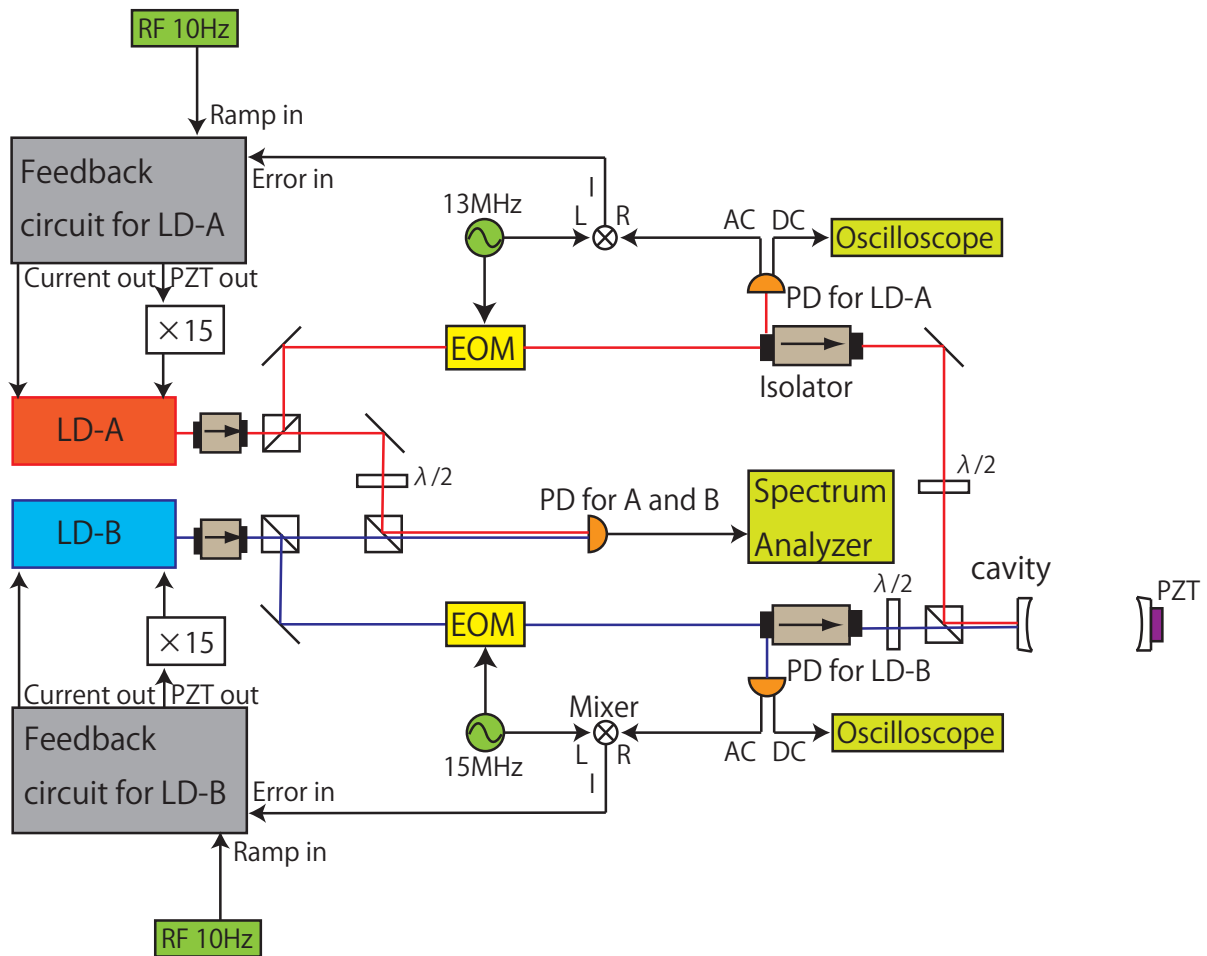 RF 10Hz
Ramp in
Feedback
circuit for LD-A
Error in
Current out
PZT out
×15
LD-A
13MHz
L
I
R
AC
DC
Oscilloscope
PD for LD-A
EOM
Isolator
λ/2
λ/2
PD for A and B
Spectrum
Analyzer
LD-B
cavity
PZT
λ/2
EOM
PD for LD-B
×15
Current out
PZT out
Feedback
circuit for LD-B
Error in
15MHz
Mixer
L
I
R
AC
DC
Oscilloscope
Ramp in
RF 10Hz